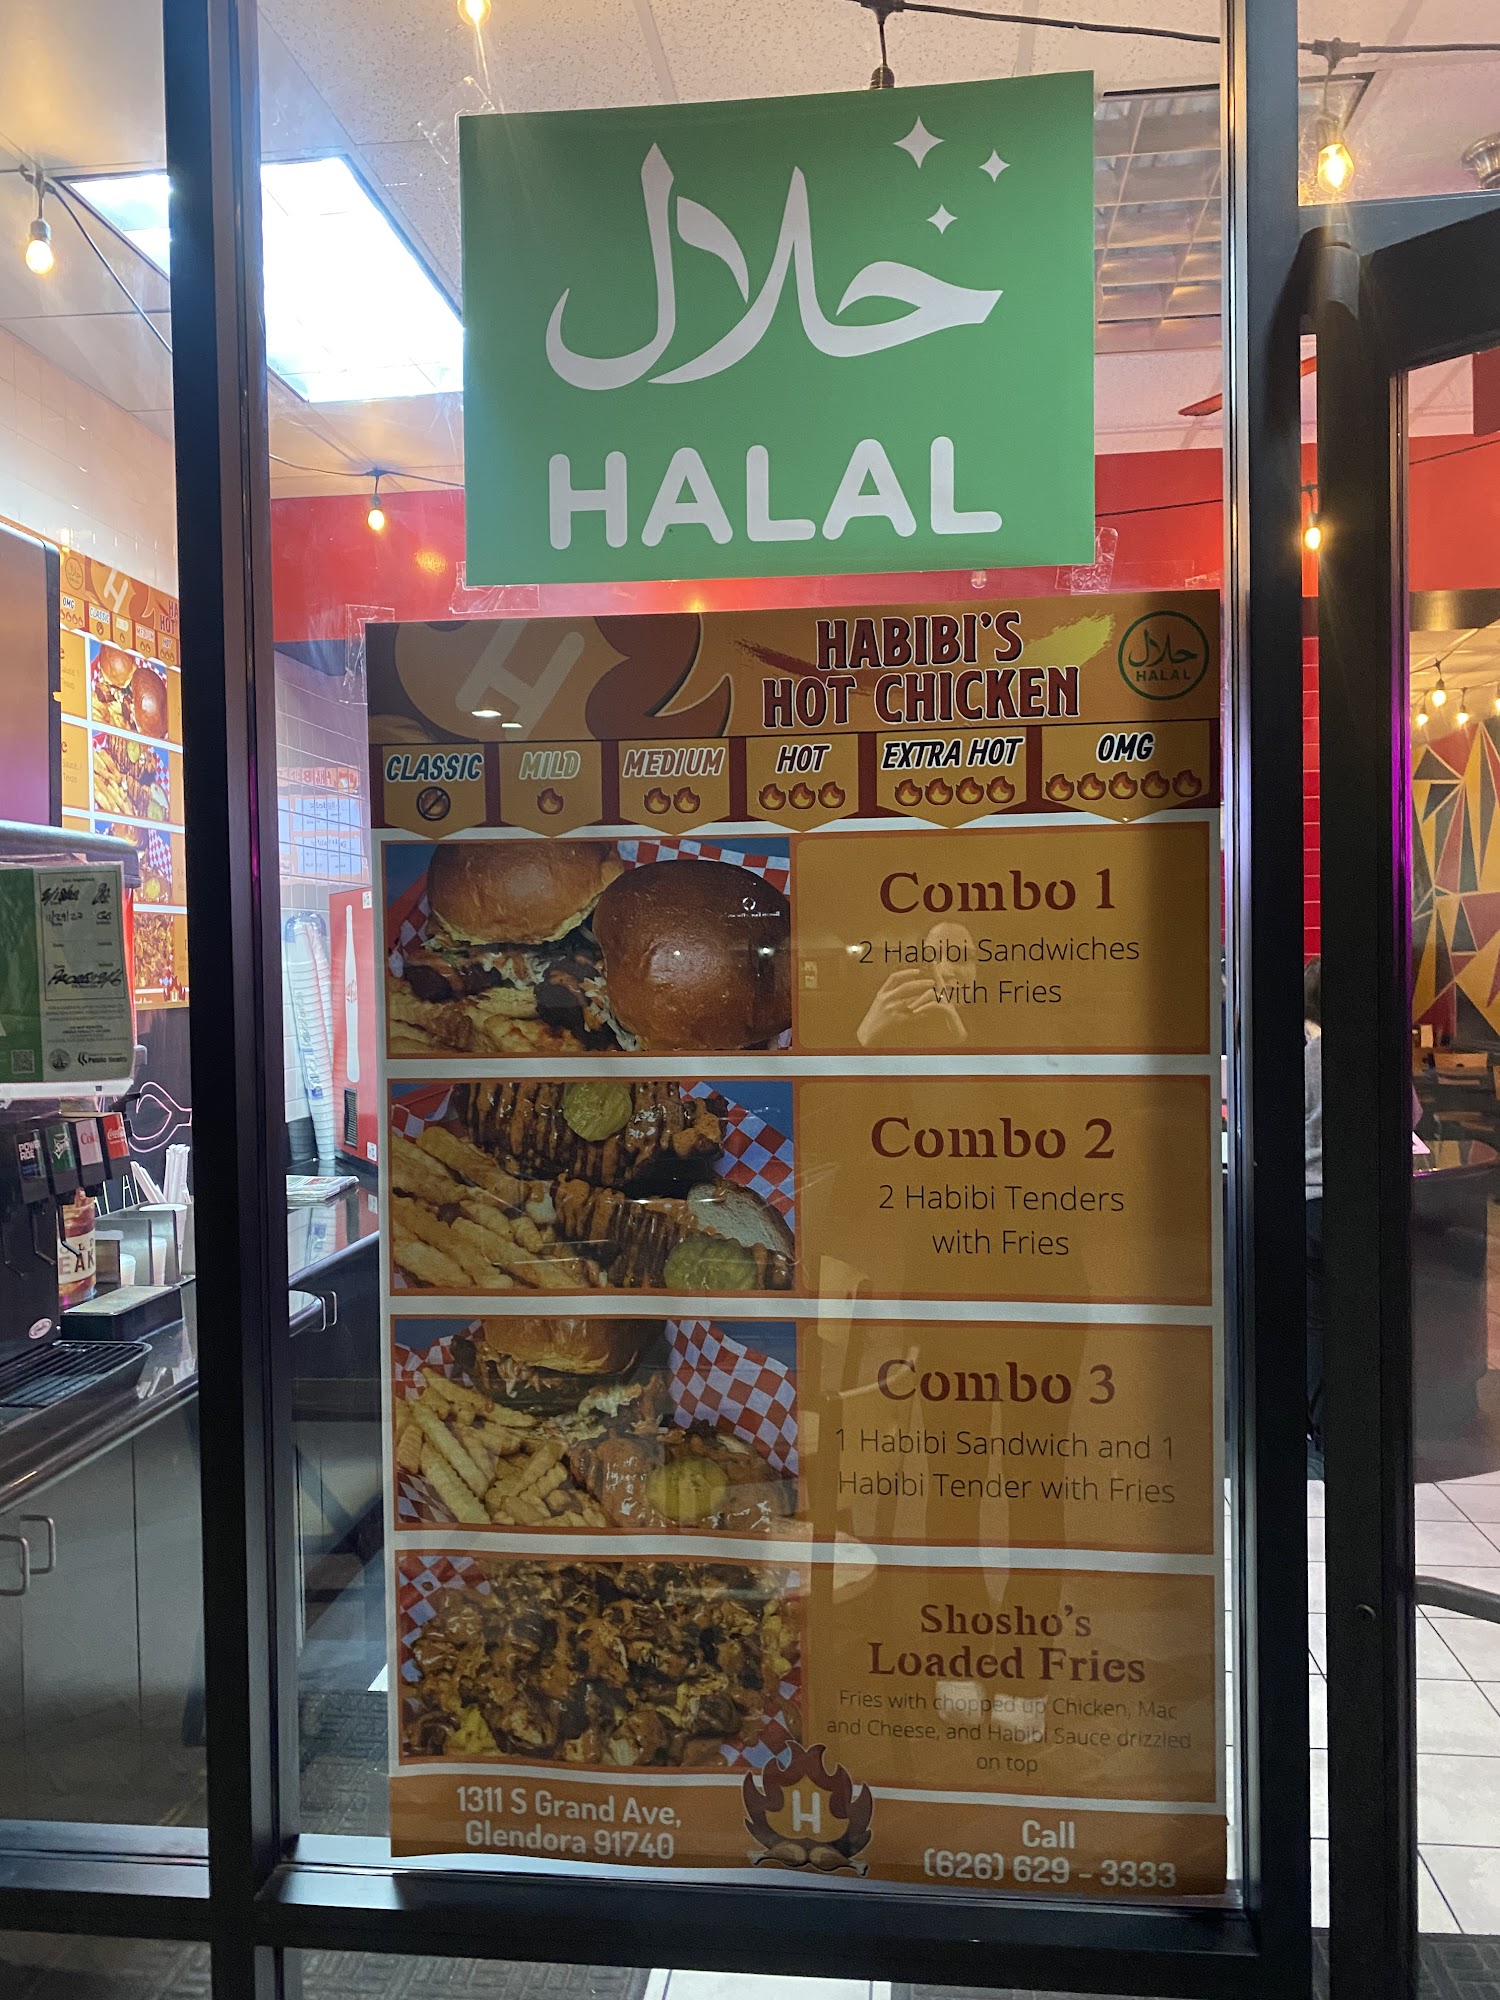 حلال
HALAL
HABIBI'S
HOT CHICKEN
حلال
HALAL
CLASSIC
MILD
MEDIUM
HOT
EXTRA HOT
OMG
Combo 1
2 Habibi Sandwiches
with Fries
Combo 2
2 Habibi Tenders
with Fries
Combo 3
1 Habibi Sandwich and 1
Habibi Tender with Fries
Shosho's
Loaded Fries
Fries with chopped up Chicken, Mac
and Cheese, and Habibi Sauce drizzled
on top
1311 S Grand Ave,
Glendora 91740
H
Call
(626) 629 - 3333
Public Health